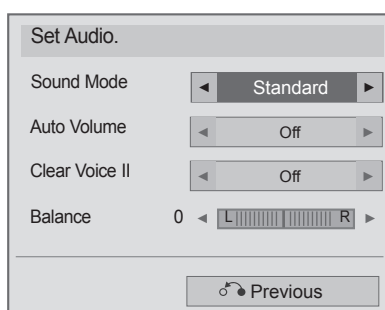 Set Audio.
Sound Mode ◄ Standard ►
Auto Volume ◄ Off ►
Clear Voice II ◄ Off ►
Balance 0 ◄ L R ►
Previous